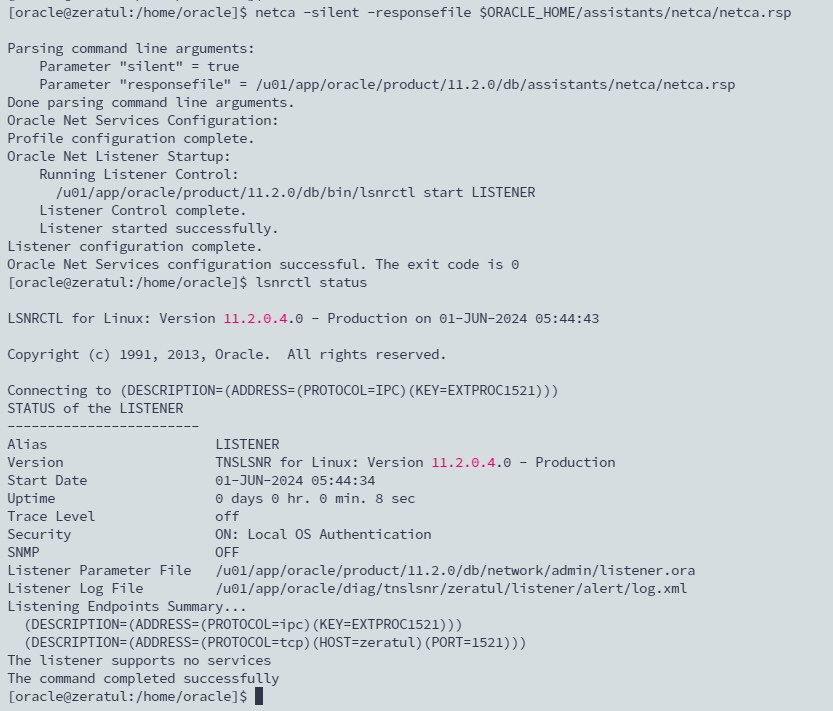 [oracle@zeratul:/home/oracle]$ netca -silent -responsefile $ORACLE_HOME/assistants/netca/netca.rsp
Parsing command line arguments:
    Parameter "silent" = true
    Parameter "responsefile" = /u01/app/oracle/product/11.2.0/db/assistants/netca/netca.rsp
Done parsing command line arguments.
Oracle Net Services Configuration:
Profile configuration complete.
Oracle Net Listener Startup:
    Running Listener Control:
      /u01/app/oracle/product/11.2.0/db/bin/lsnrctl start LISTENER
    Listener Control complete.
    Listener started successfully.
Listener configuration complete.
Oracle Net Services configuration successful. The exit code is 0
[oracle@zeratul:/home/oracle]$ lsnrctl status
LSNRCTL for Linux: Version 11.2.0.4.0 - Production on 01-JUN-2024 05:44:43
Copyright (c) 1991, 2013, Oracle.  All rights reserved.
Connecting to (DESCRIPTION=(ADDRESS=(PROTOCOL=IPC)(KEY=EXTPROC1521)))
STATUS of the LISTENER
------------------------
Alias                     LISTENER
Version                   TNSLSNR for Linux: Version 11.2.0.4.0 - Production
Start Date                01-JUN-2024 05:44:34
Uptime                    0 days 0 hr. 0 min. 8 sec
Trace Level               off
Security                  ON: Local OS Authentication
SNMP                      OFF
Listener Parameter File   /u01/app/oracle/product/11.2.0/db/network/admin/listener.ora
Listener Log File         /u01/app/oracle/diag/tnslsnr/zeratul/listener/alert/log.xml
Listening Endpoints Summary...
  (DESCRIPTION=(ADDRESS=(PROTOCOL=ipc)(KEY=EXTPROC1521)))
  (DESCRIPTION=(ADDRESS=(PROTOCOL=tcp)(HOST=zeratul)(PORT=1521)))
The listener supports no services
The command completed successfully
[oracle@zeratul:/home/oracle]$